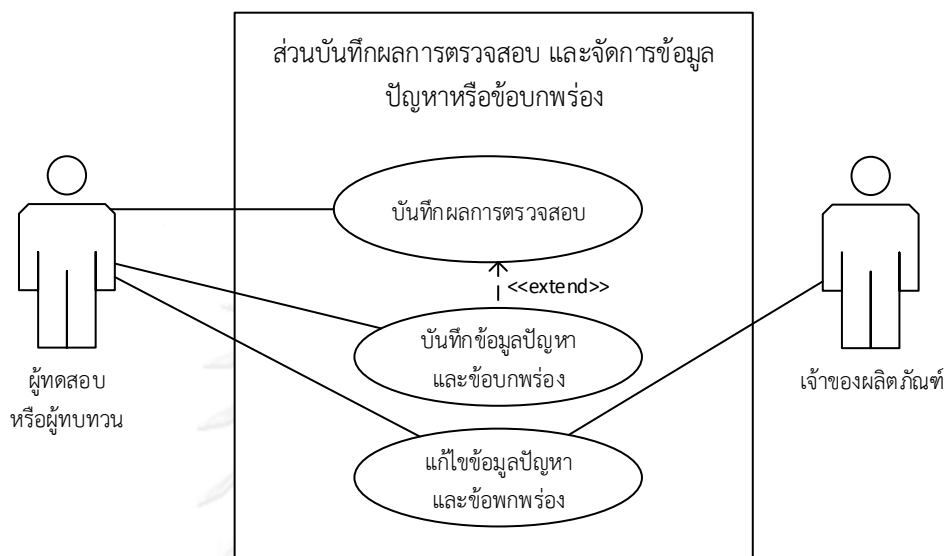 ส่วนบันทึกผลการตรวจสอบ และจัดการข้อมูล
ปัญหาหรือข้อบกพร่อง
บันทึกผลการตรวจสอบ
<<extend>>
บันทึกข้อมูลปัญหา
และข้อบกพร่อง
ผู้ทดสอบ
หรือผู้ทบทวน
เจ้าของผลิตภัณฑ์
แก้ไขข้อมูลปัญหา
และข้อพกพร่อง